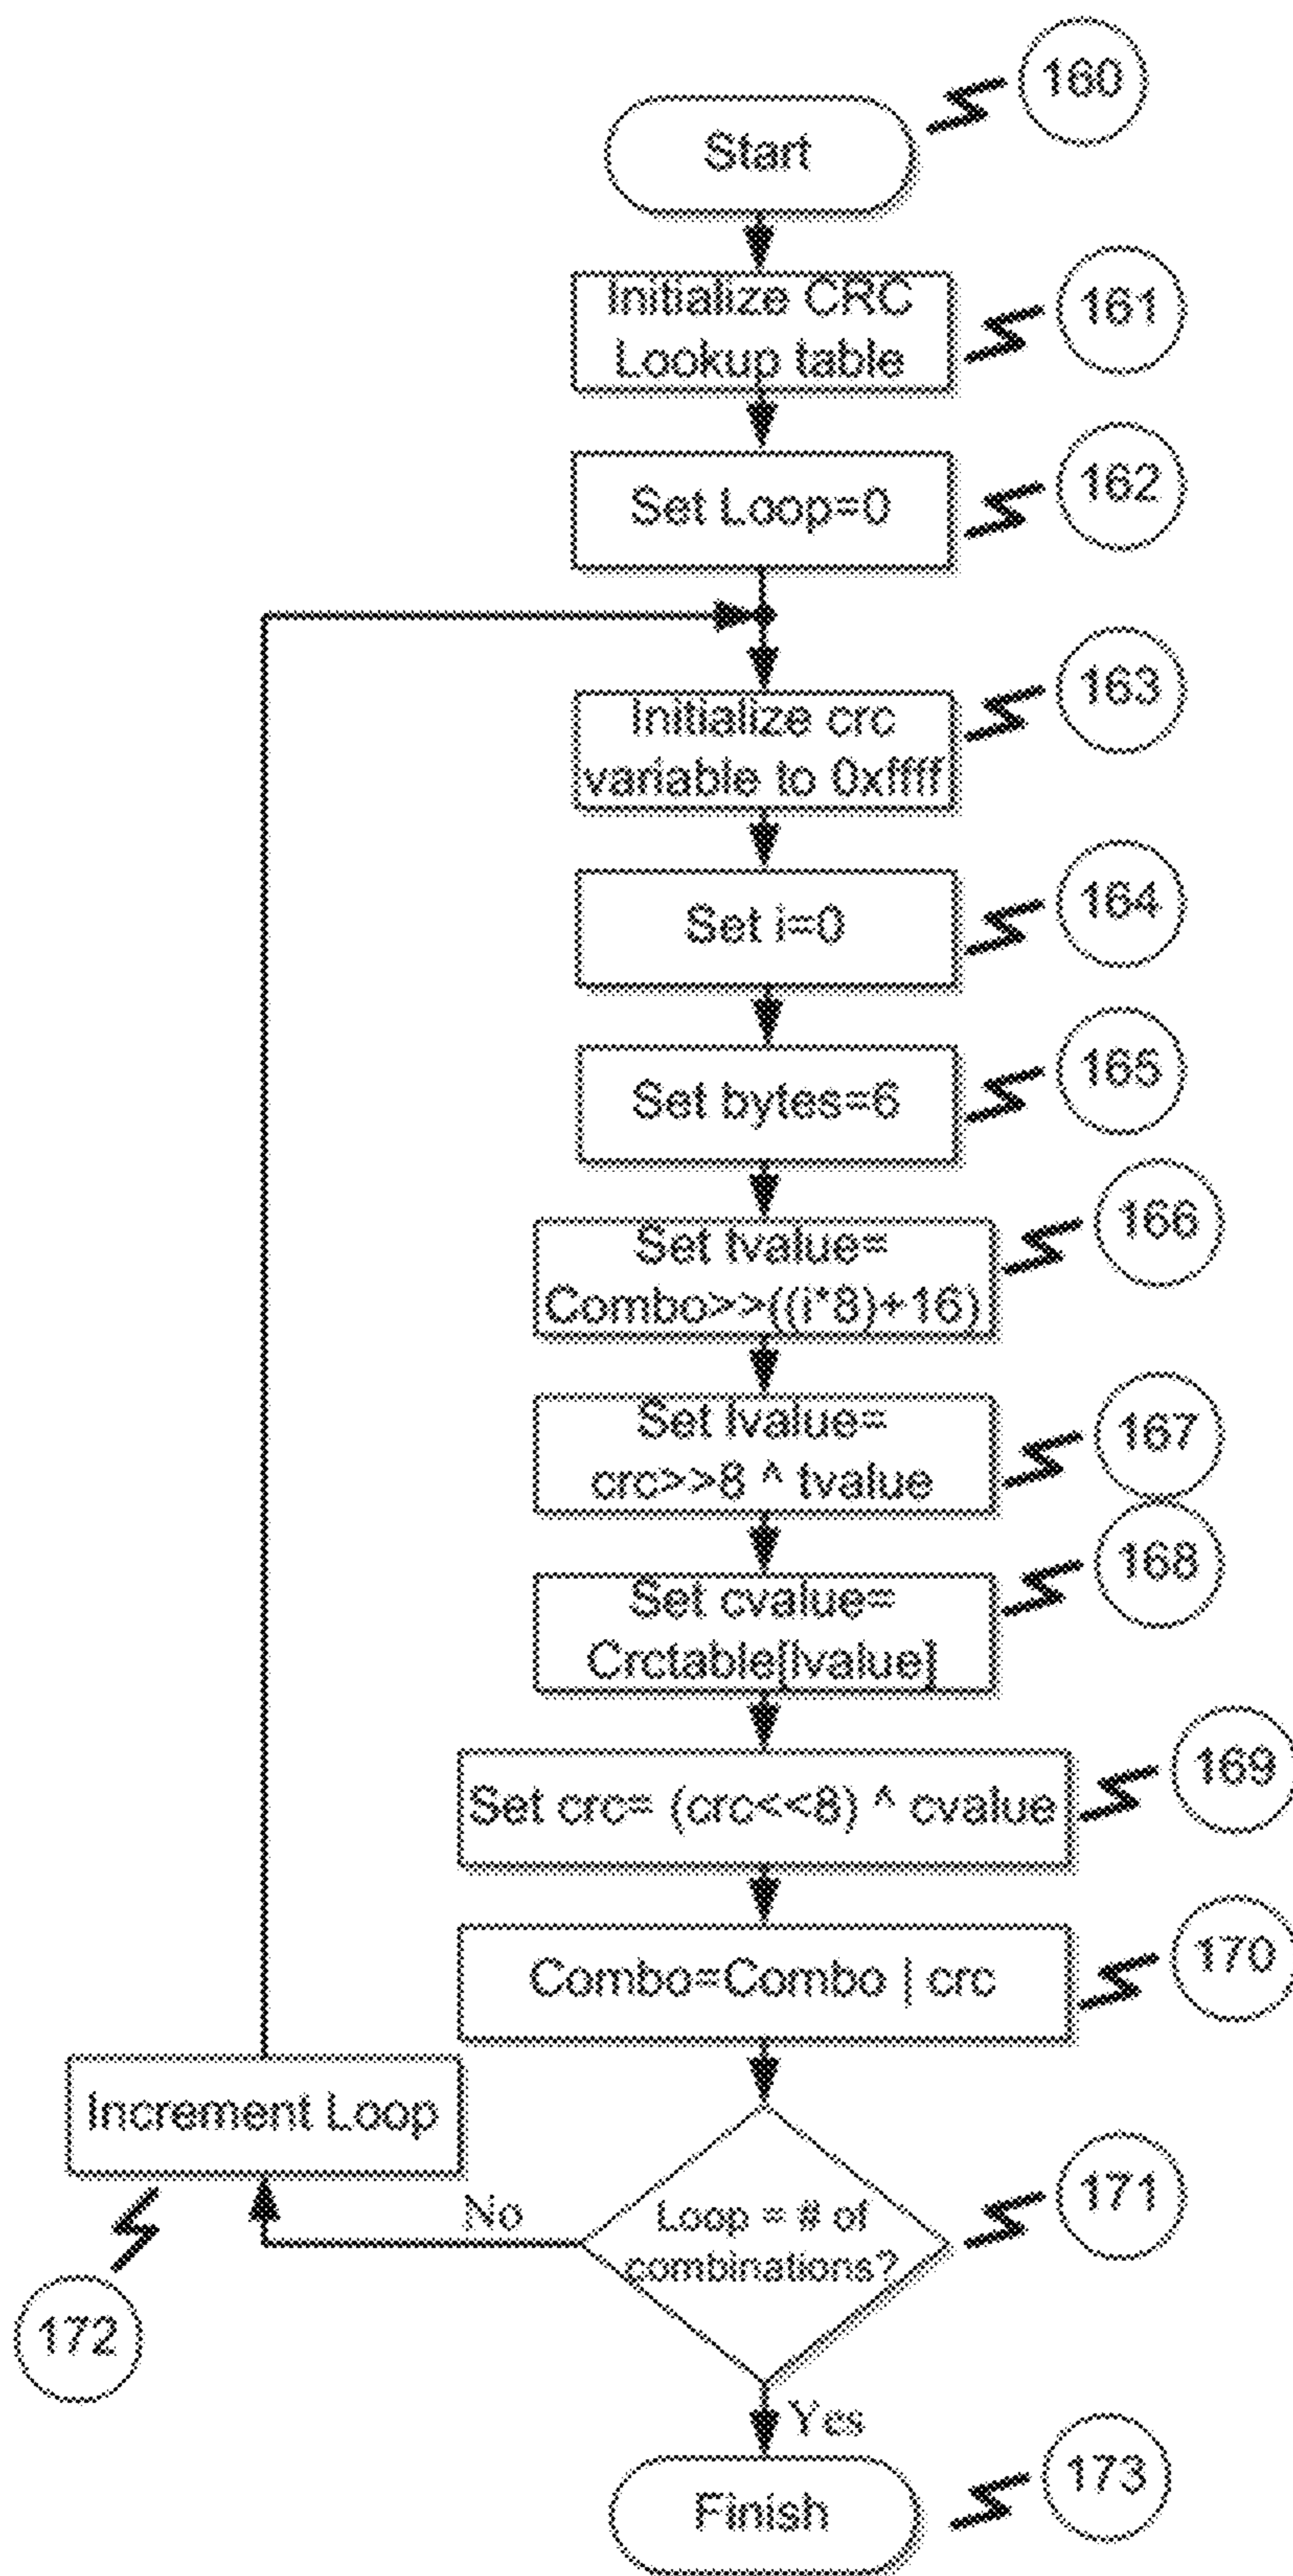 160
Start
161
Initialize CRC
Lookup table
162
Set Loop=0
163
Initialize crc
variable to 0xffff
164
Set i=0
165
Set bytes=6
166
Set tvalue=
Combo>>((i*8)+16)
167
Set lvalue=
crc>>8 ^ tvalue
168
Set cvalue=
Crctable[lvalue]
169
Set crc= (crc<<8) ^ cvalue
170
Combo=Combo | crc
Increment Loop
171
No
Loop = # of
combinations?
172
Yes
173
Finish